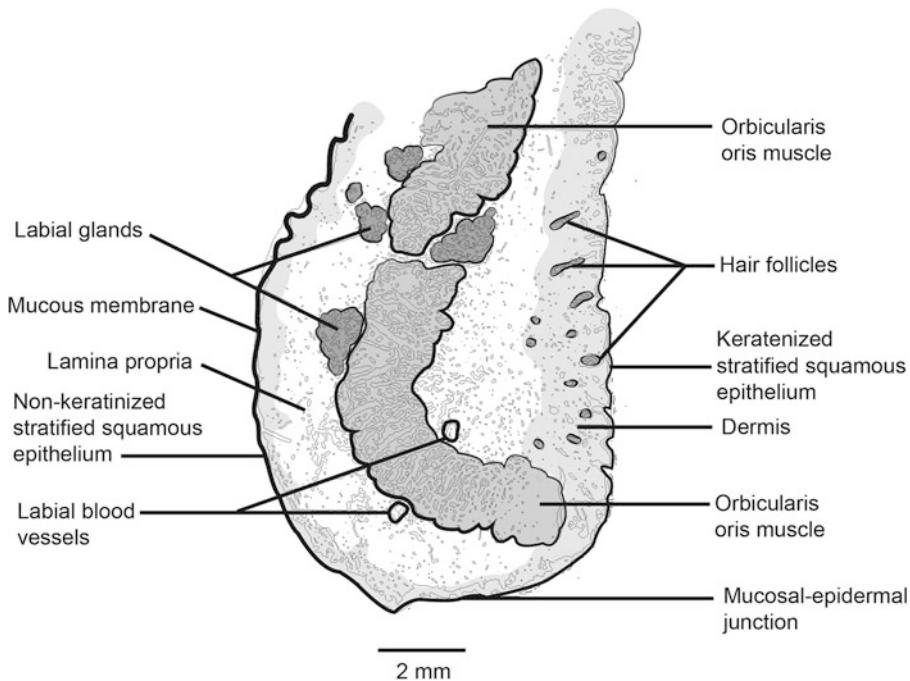 Labial glands
Mucous membrane
Lamina propria
Non-keratinized
stratified squamous
epithelium
Labial blood
vessels
Orbicularis
oris muscle
Hair follicles
Keratenized
stratified squamous
epithelium
Dermis
Orbicularis
oris muscle
Mucosal-epidermal
junction
2 mm